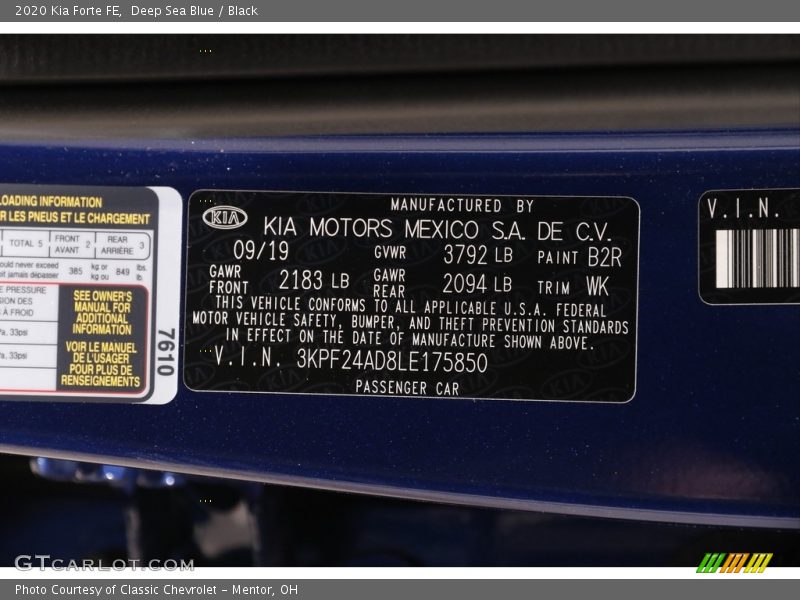 2020 Kia Forte FE, Deep Sea Blue / Black
LOADING INFORMATION
R LES PNEUS ET LE CHARGEMENT
TOTAL 5
FRONT
AVANT 2
REAR
ARRIÈRE 3
ould never exceed
oit jamais dépasser
385
kg or
kg ou
849
lbs.
lb.
E PRESSURE
SION DES
À FROID
Pa, 33psi
Pa, 33psi
SEE OWNER'S
MANUAL FOR
ADDITIONAL
INFORMATION
VOIR LE MANUEL
DE L'USAGER
POUR PLUS DE
RENSEIGNEMENTS
7610
MANUFACTURED BY
KIA
KIA MOTORS MEXICO S.A. DE C.V.
09/19 GVWR 3792 LB PAINT B2R
GAWR
FRONT 2183 LB
GAWR
REAR 2094 LB TRIM WK
THIS VEHICLE CONFORMS TO ALL APPLICABLE U.S.A. FEDERAL
MOTOR VEHICLE SAFETY, BUMPER, AND THEFT PREVENTION STANDARDS
IN EFFECT ON THE DATE OF MANUFACTURE SHOWN ABOVE.
V.I.N. 3KPF24AD8LE175850
PASSENGER CAR
V.I.N.
GTcarlot.com
Photo Courtesy of Classic Chevrolet – Mentor, OH